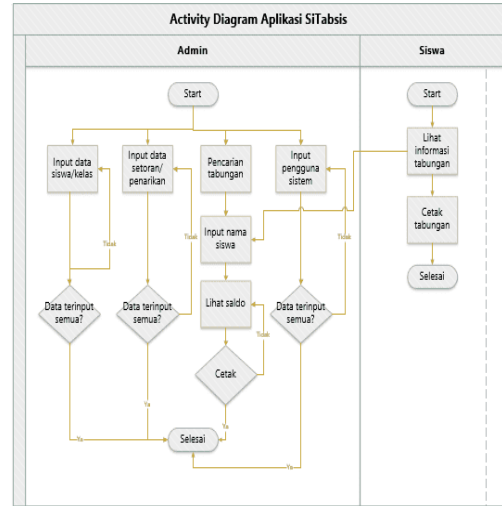 Activity Diagram Aplikasi SiTabsis
Admin
Siswa
Start
Start
Input data
siswa/kelas
Input data
setoran/
penarikan
Pencarian
tabungan
Input
pengguna
sistem
Lihat
informasi
tabungan
Tidak
Tidak
Tidak
Input nama
siswa
Cetak
tabungan
Data terinput
semua?
Data terinput
semua?
Lihat saldo
Data terinput
semua?
Selesai
Tidak
Cetak
Ya
Ya
Ya
Selesai
Ya